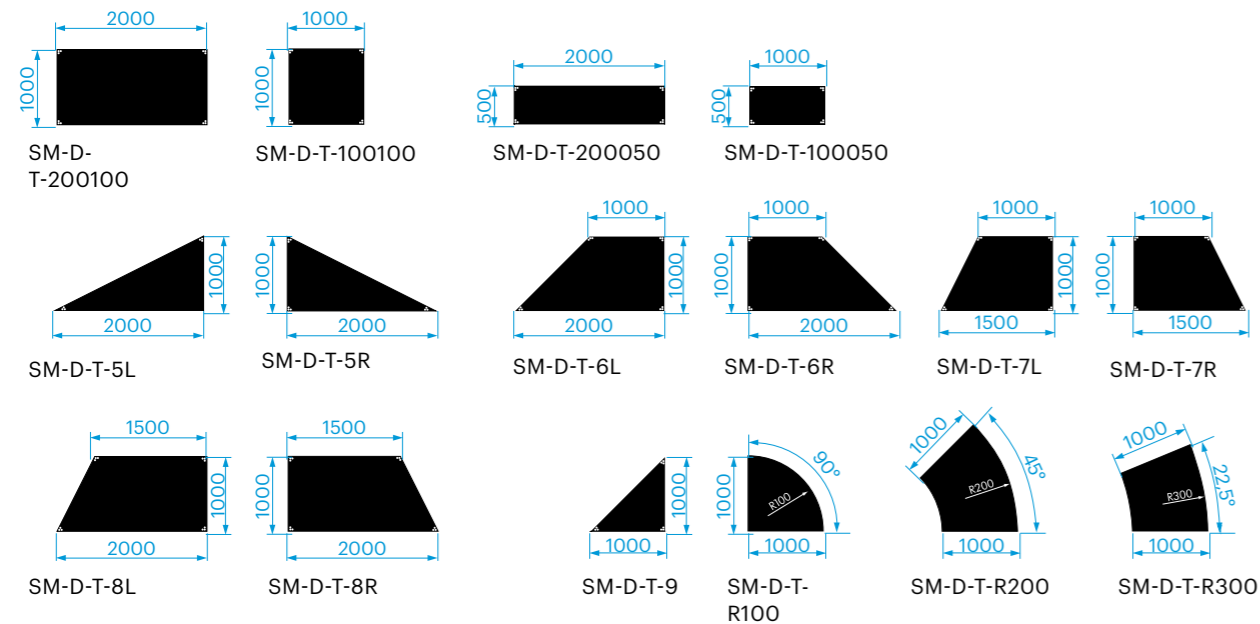 2000
1000
2000
1000
1000
1000
500
500
SM-D-
T-200100
SM-D-T-100100
SM-D-T-200050
SM-D-T-100050
1000
1000
1000
1000
1000
1000
1000
1000
1000
1000
2000
2000
2000
2000
1500
1500
SM-D-T-5L
SM-D-T-5R
SM-D-T-6L
SM-D-T-6R
SM-D-T-7L
SM-D-T-7R
1500
1500
1000
1000
1000
1000
1000
90°
R100
1000
45°
R200
1000
22,5°
R300
2000
2000
1000
1000
1000
1000
SM-D-T-8L
SM-D-T-8R
SM-D-T-9
SM-D-T-
R100
SM-D-T-R200
SM-D-T-R300